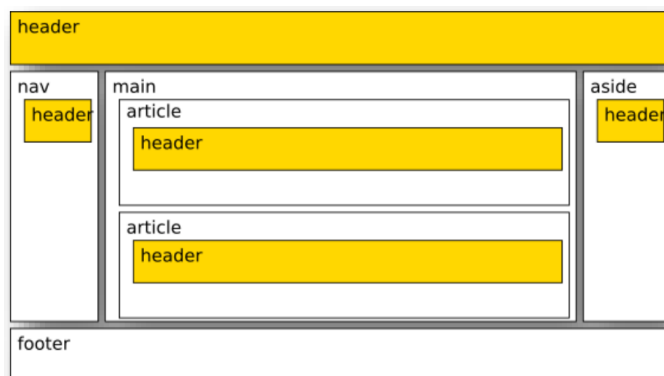 header
nav
header
main
article
header
article
header
aside
header
footer